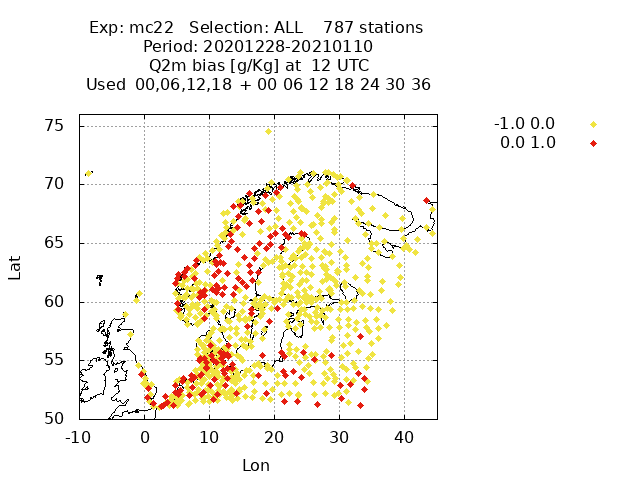 Exp: mc22 Selection: ALL 787 stations
Period: 20201228-20210110
Q2m bias [g/Kg] at 12 UTC
Used 00,06,12,18 + 00 06 12 18 24 30 36
-1.0 0.0
0.0 1.0
75
70
65
60
55
50
Lat
-10 0 10 20 30 40
Lon